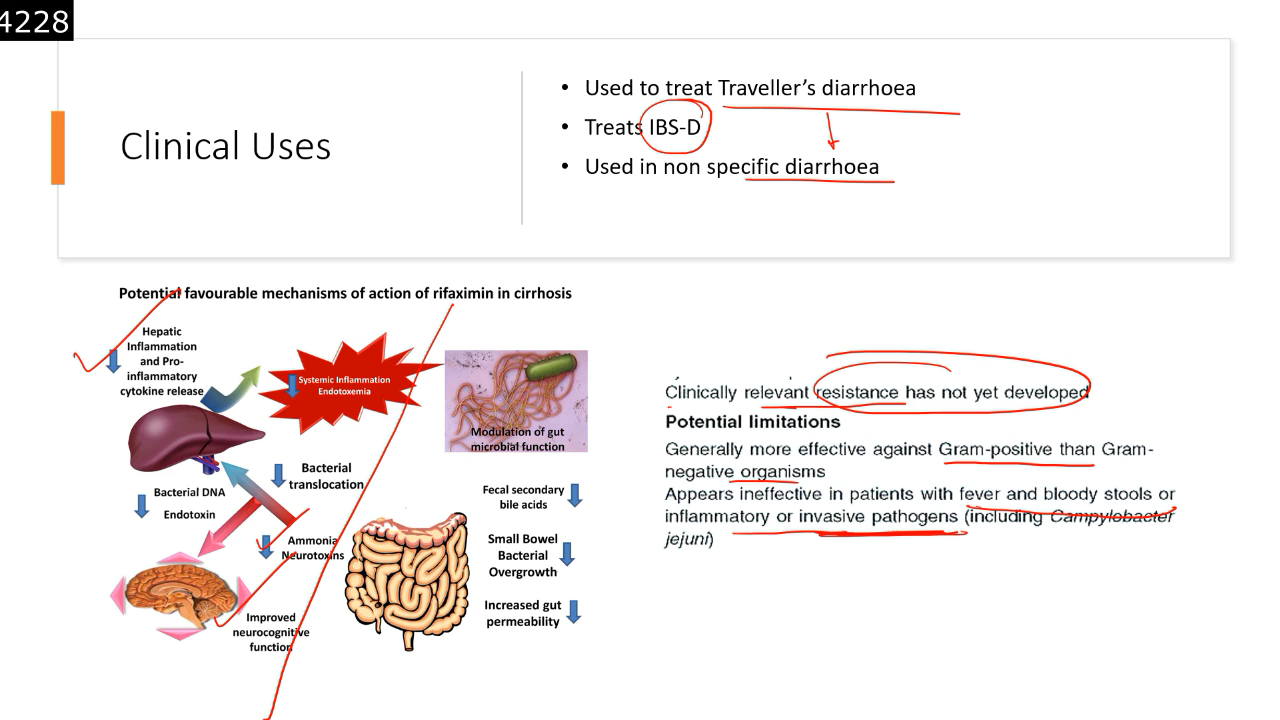 4228
Clinical Uses
• Used to treat Traveller's diarrhoea
• Treats IBS-D
• Used in non specific diarrhoea
Potential favourable mechanisms of action of rifaximin in cirrhosis
Hepatic
Inflammation
and Pro-
inflammatory
cytokine release
Systemic Inflammation
Endotoxemia
Modulation of gut
microbial function
Bacterial
translocation
Bacterial DNA
Endotoxin
Ammonia
Neurotoxins
Improved
neurocognitive
function
Fecal secondary
bile acids
Small Bowel
Bacterial
Overgrowth
Increased gut
permeability
Clinically relevant resistance has not yet developed
Potential limitations
Generally more effective against Gram-positive than Gram-
negative organisms
Appears ineffective in patients with fever and bloody stools or
inflammatory or invasive pathogens (including Campylobacter
jejuni)